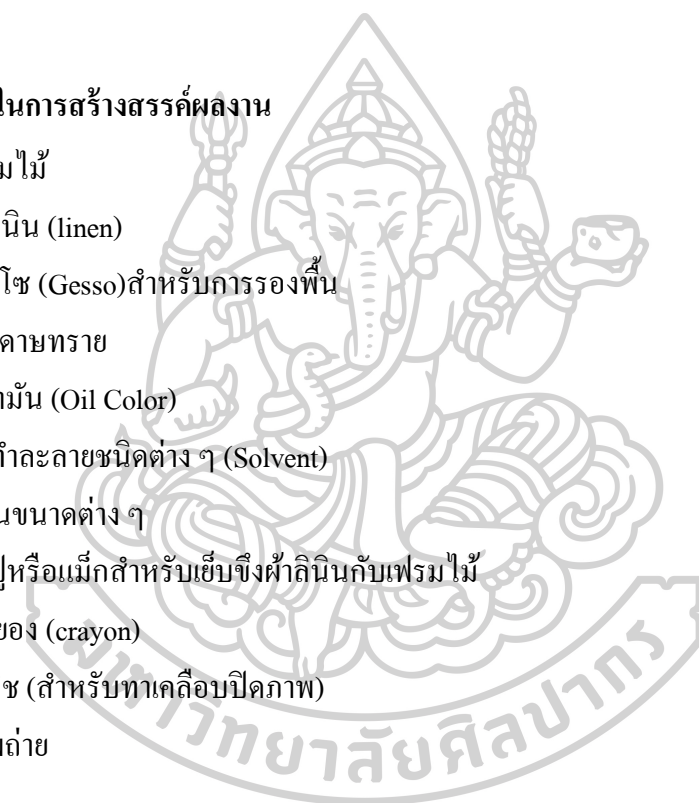 ในการสร้างสรรค์ผลงาน
มไม้
นิน (linen)
โซ (Gesso)สำหรับการรองพื้น
ดาษทราย
ามัน (Oil Color)
ทำละลายชนิดต่าง ๆ (Solvent)
นขนาดต่าง ๆ
ปูหรือแม็กสำหรับเย็บขึงผ้าลินินกับเฟรมไม้
ยอง (crayon)
ช (สำหรับทาเคลือบปิดภาพ)
ถ่าย
มหาวิทยาลัยศิลปากร